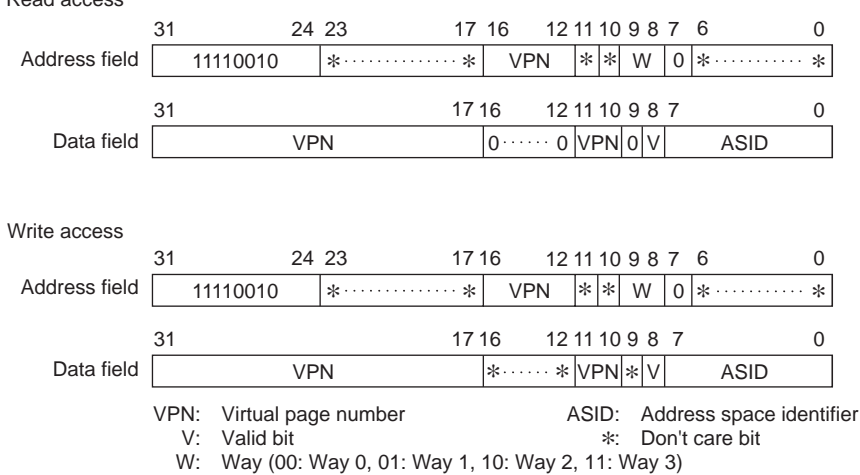 Read access
31 24 23 17 16 12 11 10 9 8 7 6 0
Address field 11110010 *·············* VPN * * W 0 *···········*
31 17 16 12 11 10 9 8 7 0
Data field VPN 0······0 VPN 0 V ASID
Write access
31 24 23 17 16 12 11 10 9 8 7 6 0
Address field 11110010 *·············* VPN * * W 0 *···········*
31 17 16 12 11 10 9 8 7 0
Data field VPN *······* VPN * V ASID
VPN: Virtual page number ASID: Address space identifier
V: Valid bit *: Don't care bit
W: Way (00: Way 0, 01: Way 1, 10: Way 2, 11: Way 3)